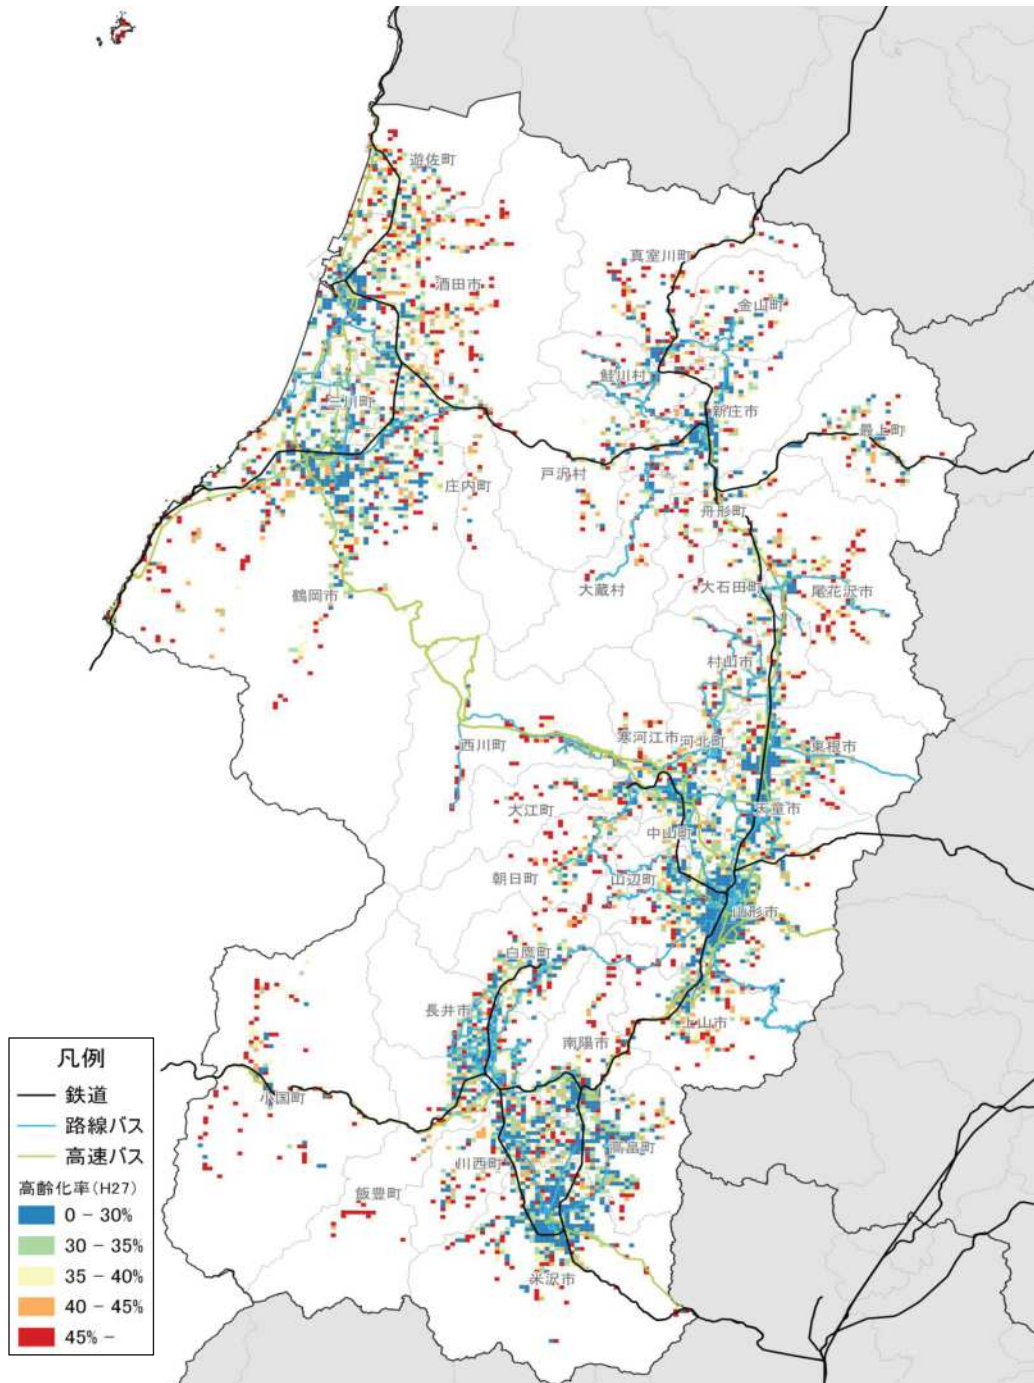 遊佐町
真室川町
酒田市
金山町
鮭川村
三川町
新庄市
最上町
戸沢村
庄内町
舟形町
鶴岡市
大蔵村
大石田町
尾花沢市
村山市
西川町
寒河江市
河北町
東根市
大江町
天童市
中山町
朝日町
山辺町
山形市
白鷹町
長井市
南陽市
上山市
小国町
高畠町
川西町
飯豊町
米沢市
凡例
鉄道
路線バス
高速バス
高齢化率(H27)
0 - 30%
30 - 35%
35 - 40%
40 - 45%
45% -